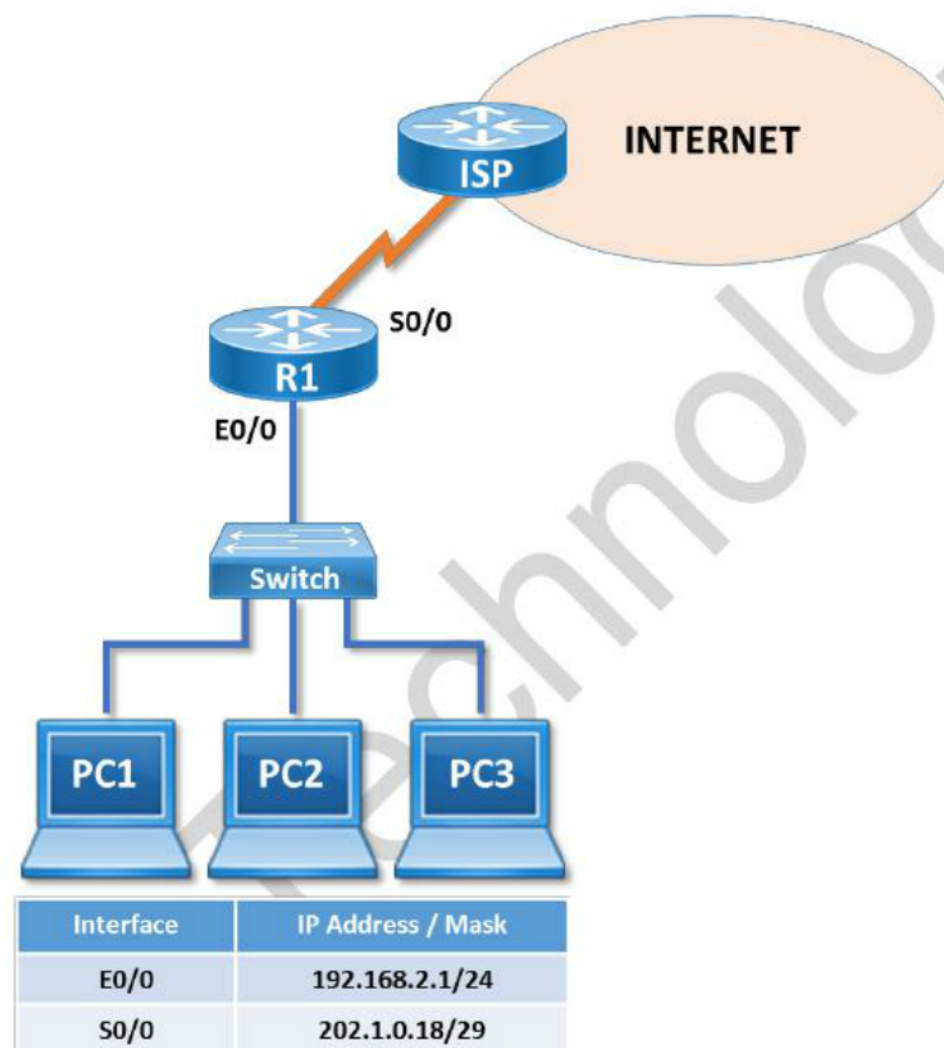 INTERNET
ISP
S0/0
R1
E0/0
Switch
PC1 PC2 PC3
Interface IP Address / Mask
E0/0 192.168.2.1/24
S0/0 202.1.0.18/29